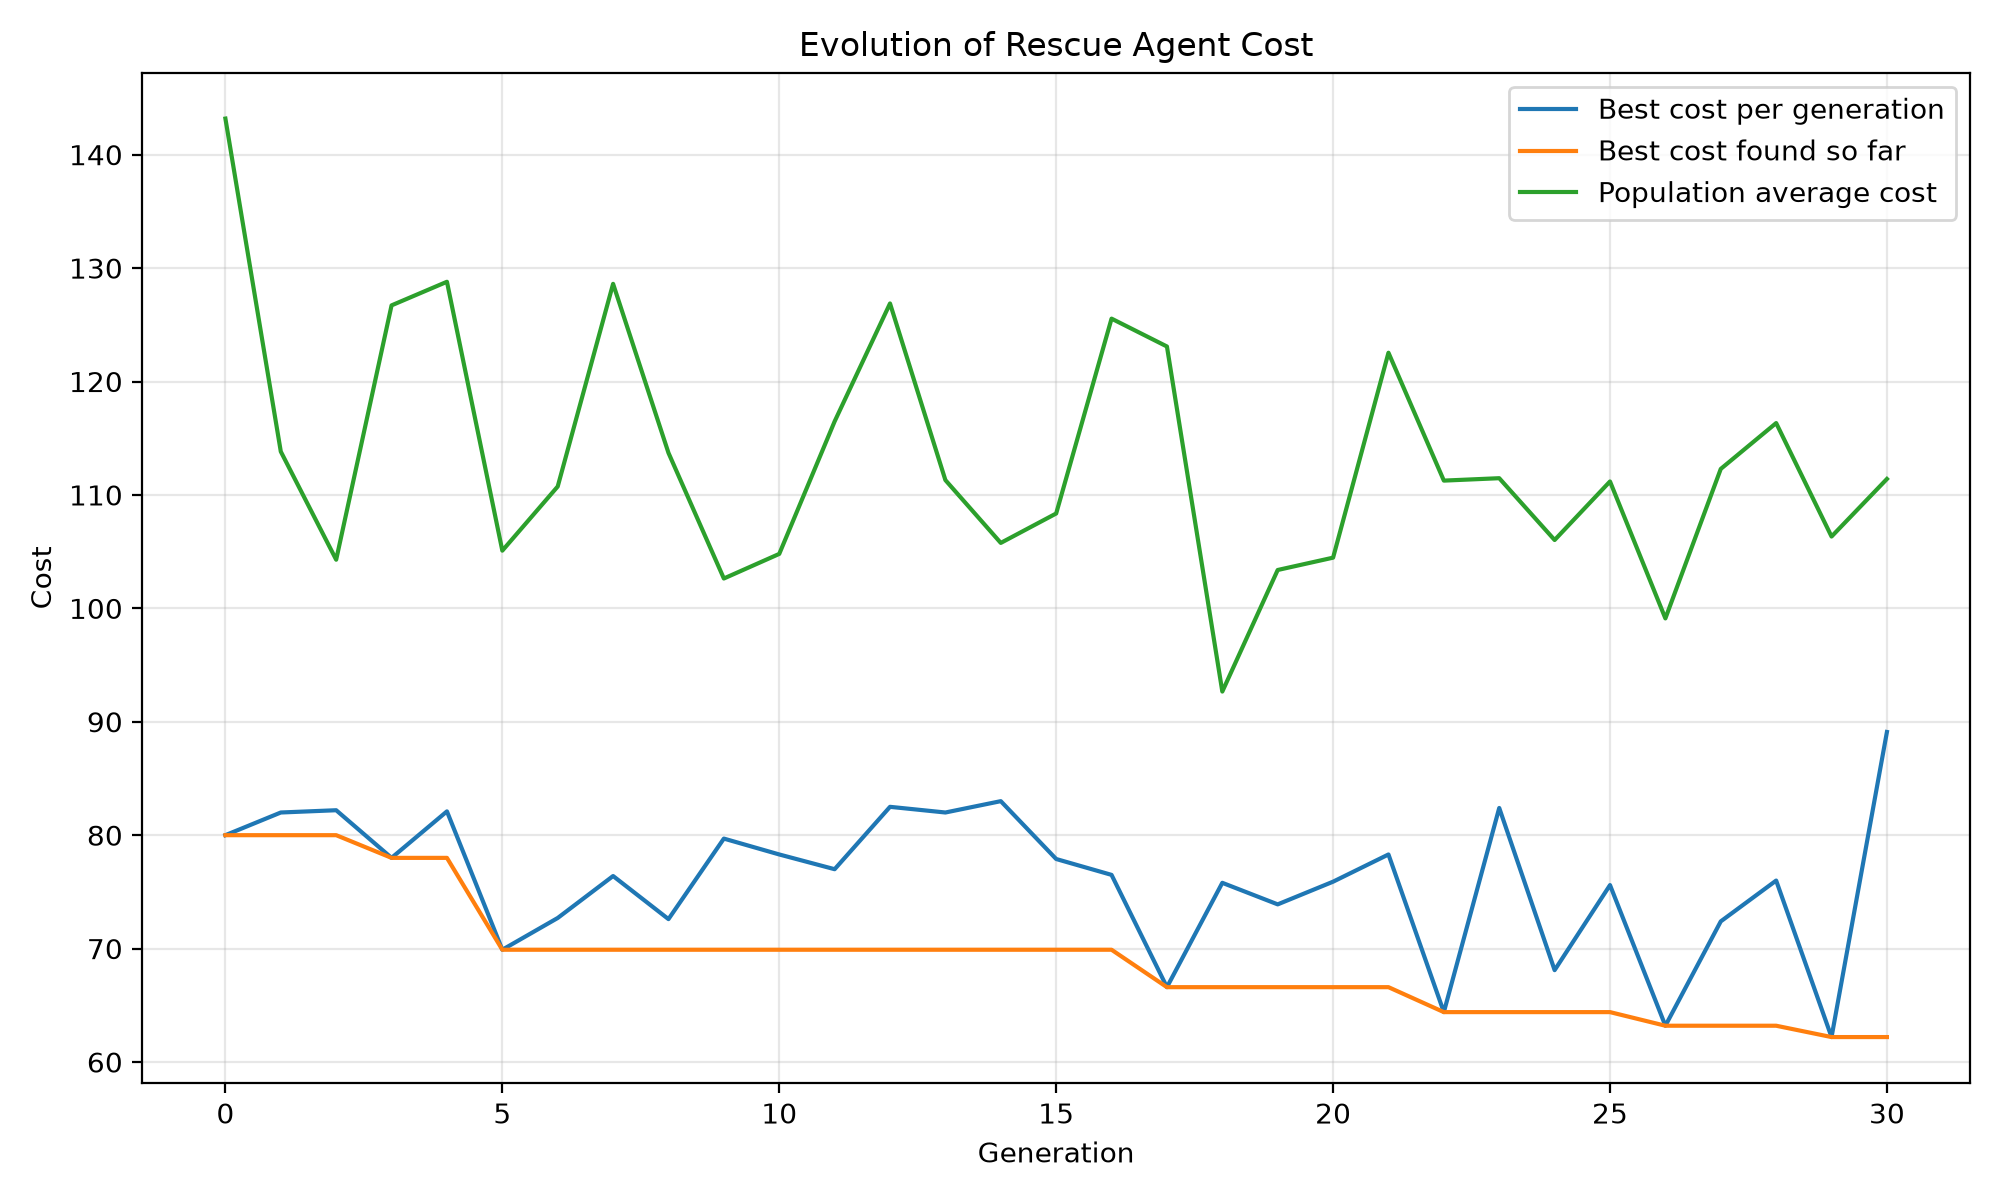 Evolution of Rescue Agent Cost
Best cost per generation
Best cost found so far
Population average cost
140
130
120
110
100
90
80
70
60
Cost
0 5 10 15 20 25 30
Generation